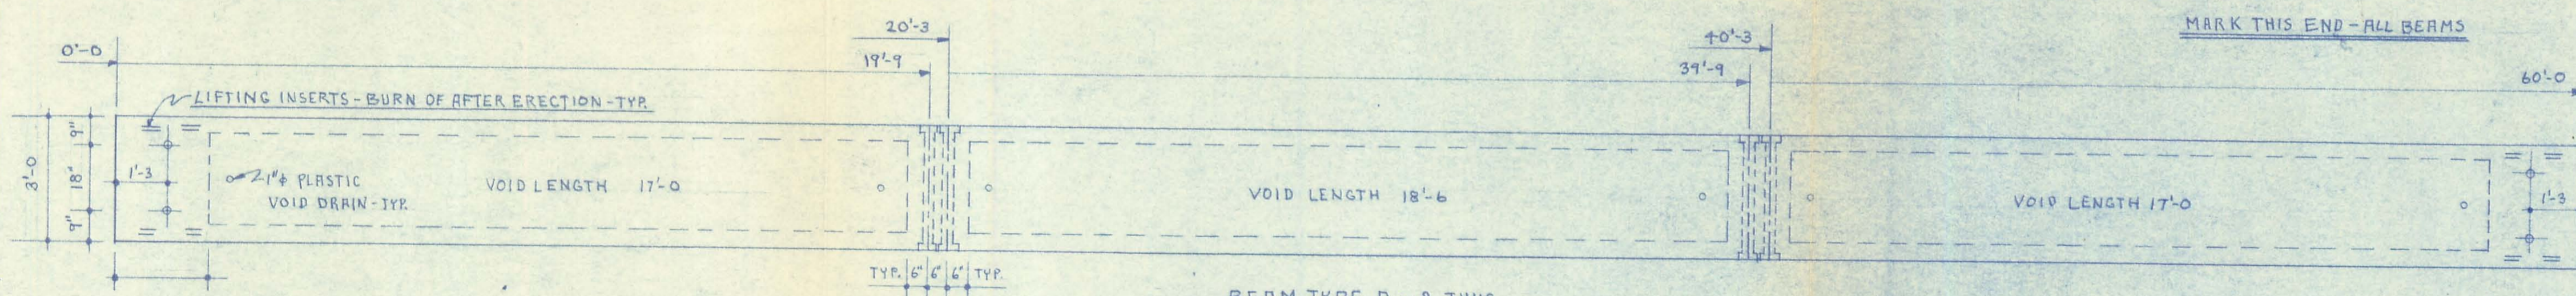 MARK THIS END - ALL BEAMS
20'-3
40'-3
0'-0
19'-9
39'-9
60'-0
LIFTING INSERTS - BURN OF AFTER ERECTION - TYP.
3'-0
9"
18"
9"
1'-3
1"ϕ PLASTIC
VOID DRAIN - TYP.
VOID LENGTH 17'-0
VOID LENGTH 18'-6
VOID LENGTH 17'-0
1'-3
TYP. 6" 6" 6" TYP.